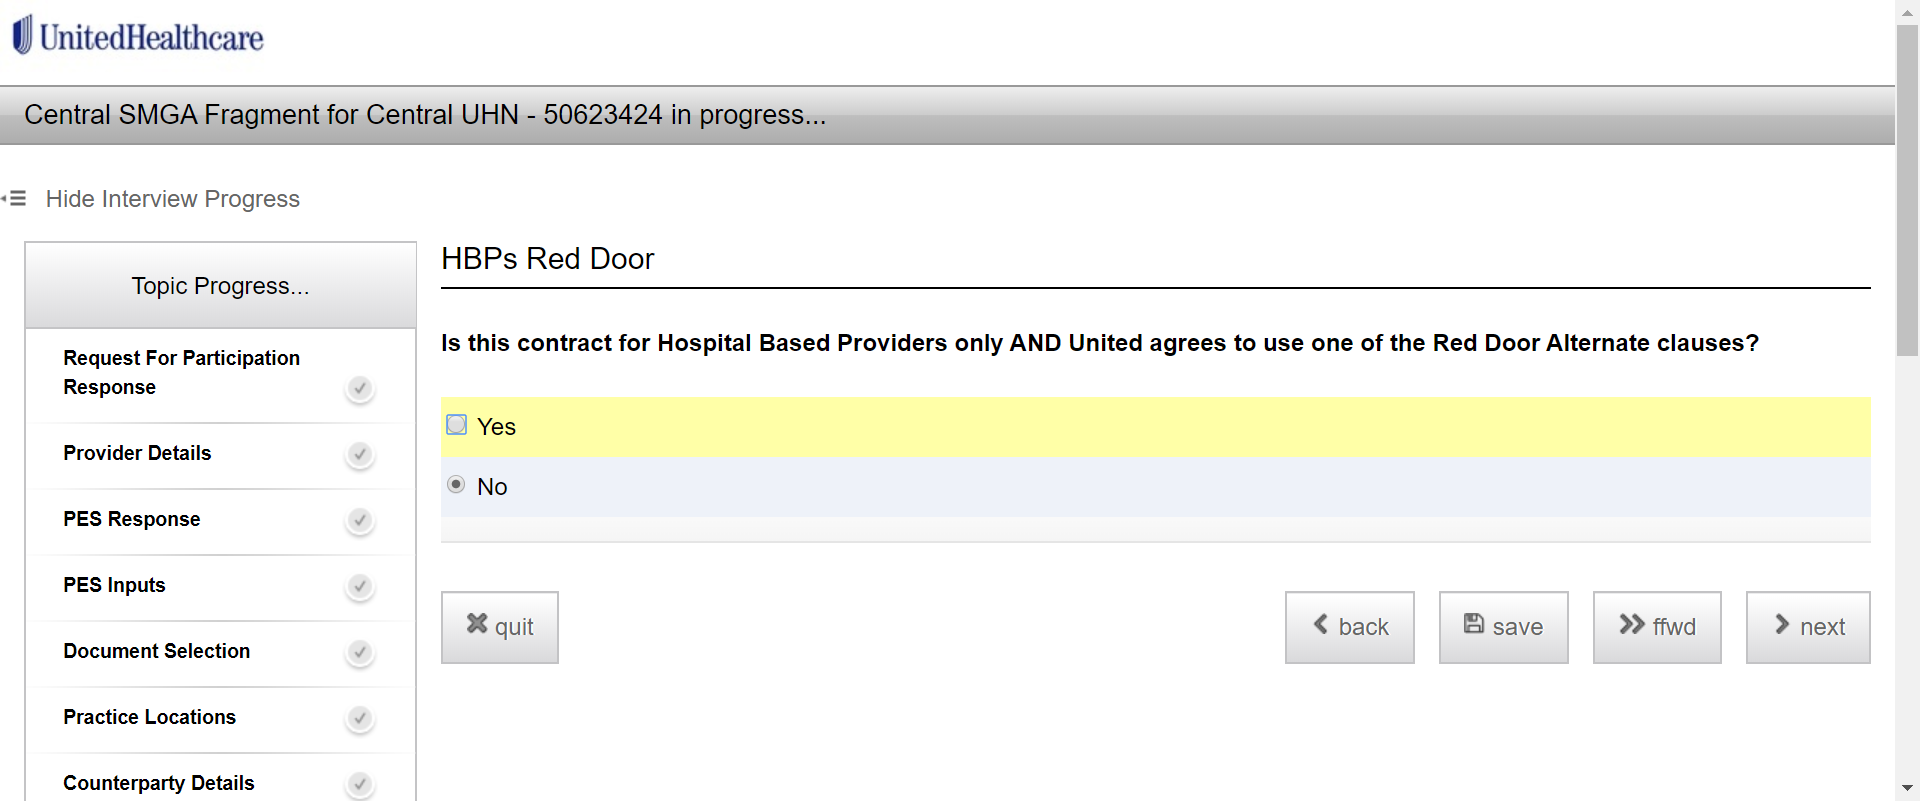 UnitedHealthcare
Central SMGA Fragment for Central UHN - 50623424 in progress...
Hide Interview Progress
Topic Progress...
Request For Participation
Response
Provider Details
PES Response
PES Inputs
Document Selection
Practice Locations
Counterparty Details
HBPs Red Door
Is this contract for Hospital Based Providers only AND United agrees to use one of the Red Door Alternate clauses?
Yes
No
quit
back
save
ffwd
next